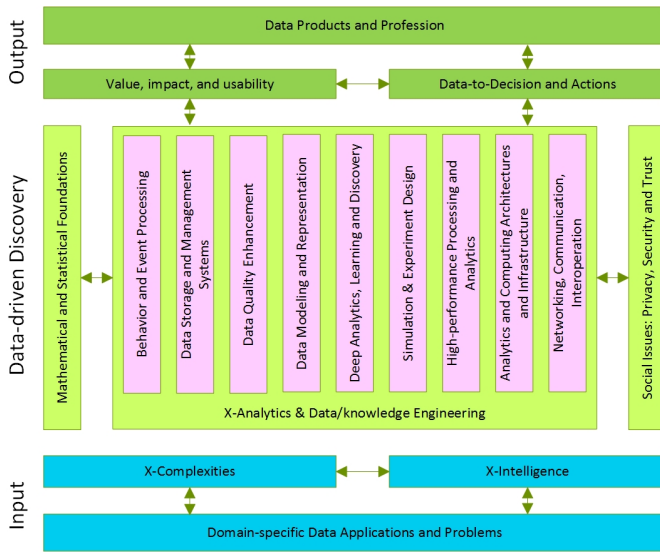 Output
Data Products and Profession
Value, impact, and usability
Data-to-Decision and Actions
Data-driven Discovery
Mathematical and Statistical Foundations
Behavior and Event Processing
Data Storage and Management
Systems
Data Quality Enhancement
Data Modeling and Representation
Deep Analytics, Learning and Discovery
Simulation & Experiment Design
High-performance Processing and
Analytics
Analytics and Computing Architectures
and Infrastructure
Networking, Communication,
Interoperation
X-Analytics & Data/knowledge Engineering
Social Issues: Privacy, Security and Trust
Input
X-Complexities
X-Intelligence
Domain-specific Data Applications and Problems